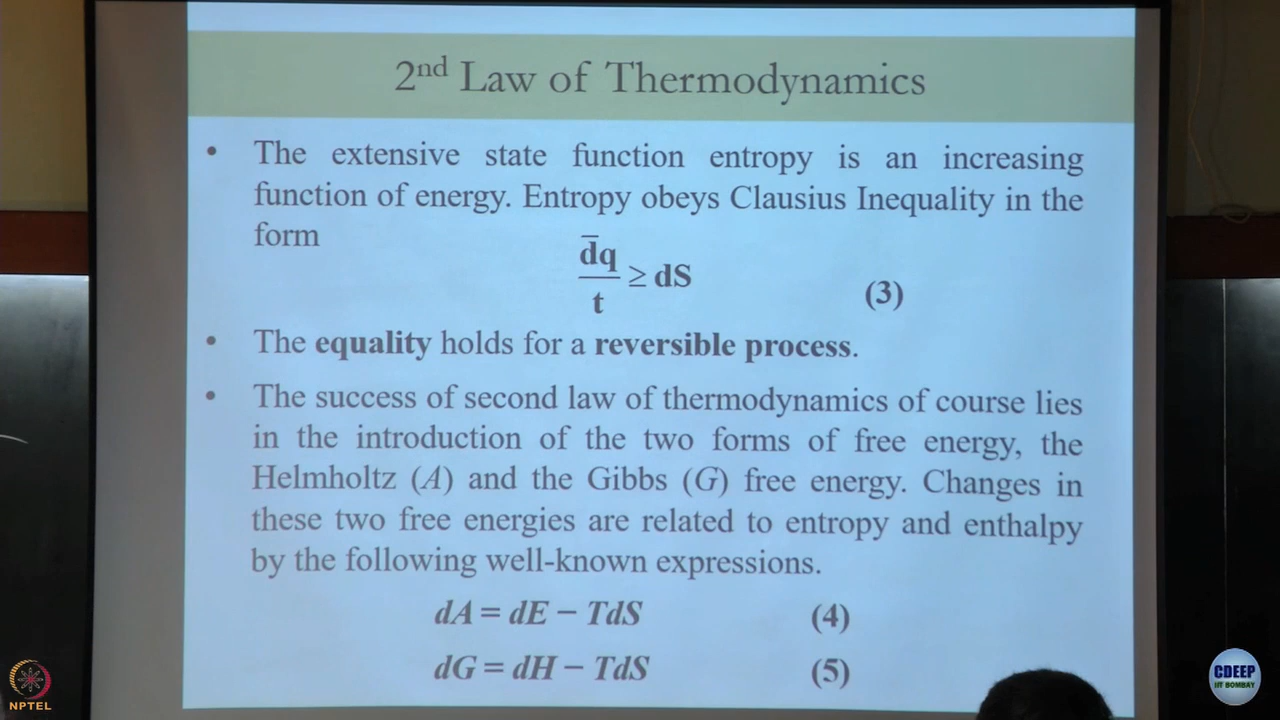 2nd Law of Thermodynamics
• The extensive state function entropy is an increasing
function of energy. Entropy obeys Clausius Inequality in the
form
d̅q/t ≥ dS (3)
• The equality holds for a reversible process.
• The success of second law of thermodynamics of course lies
in the introduction of the two forms of free energy, the
Helmholtz (A) and the Gibbs (G) free energy. Changes in
these two free energies are related to entropy and enthalpy
by the following well-known expressions.
dA = dE − TdS (4)
dG = dH − TdS (5)
NPTEL
CDEEP
IIT BOMBAY